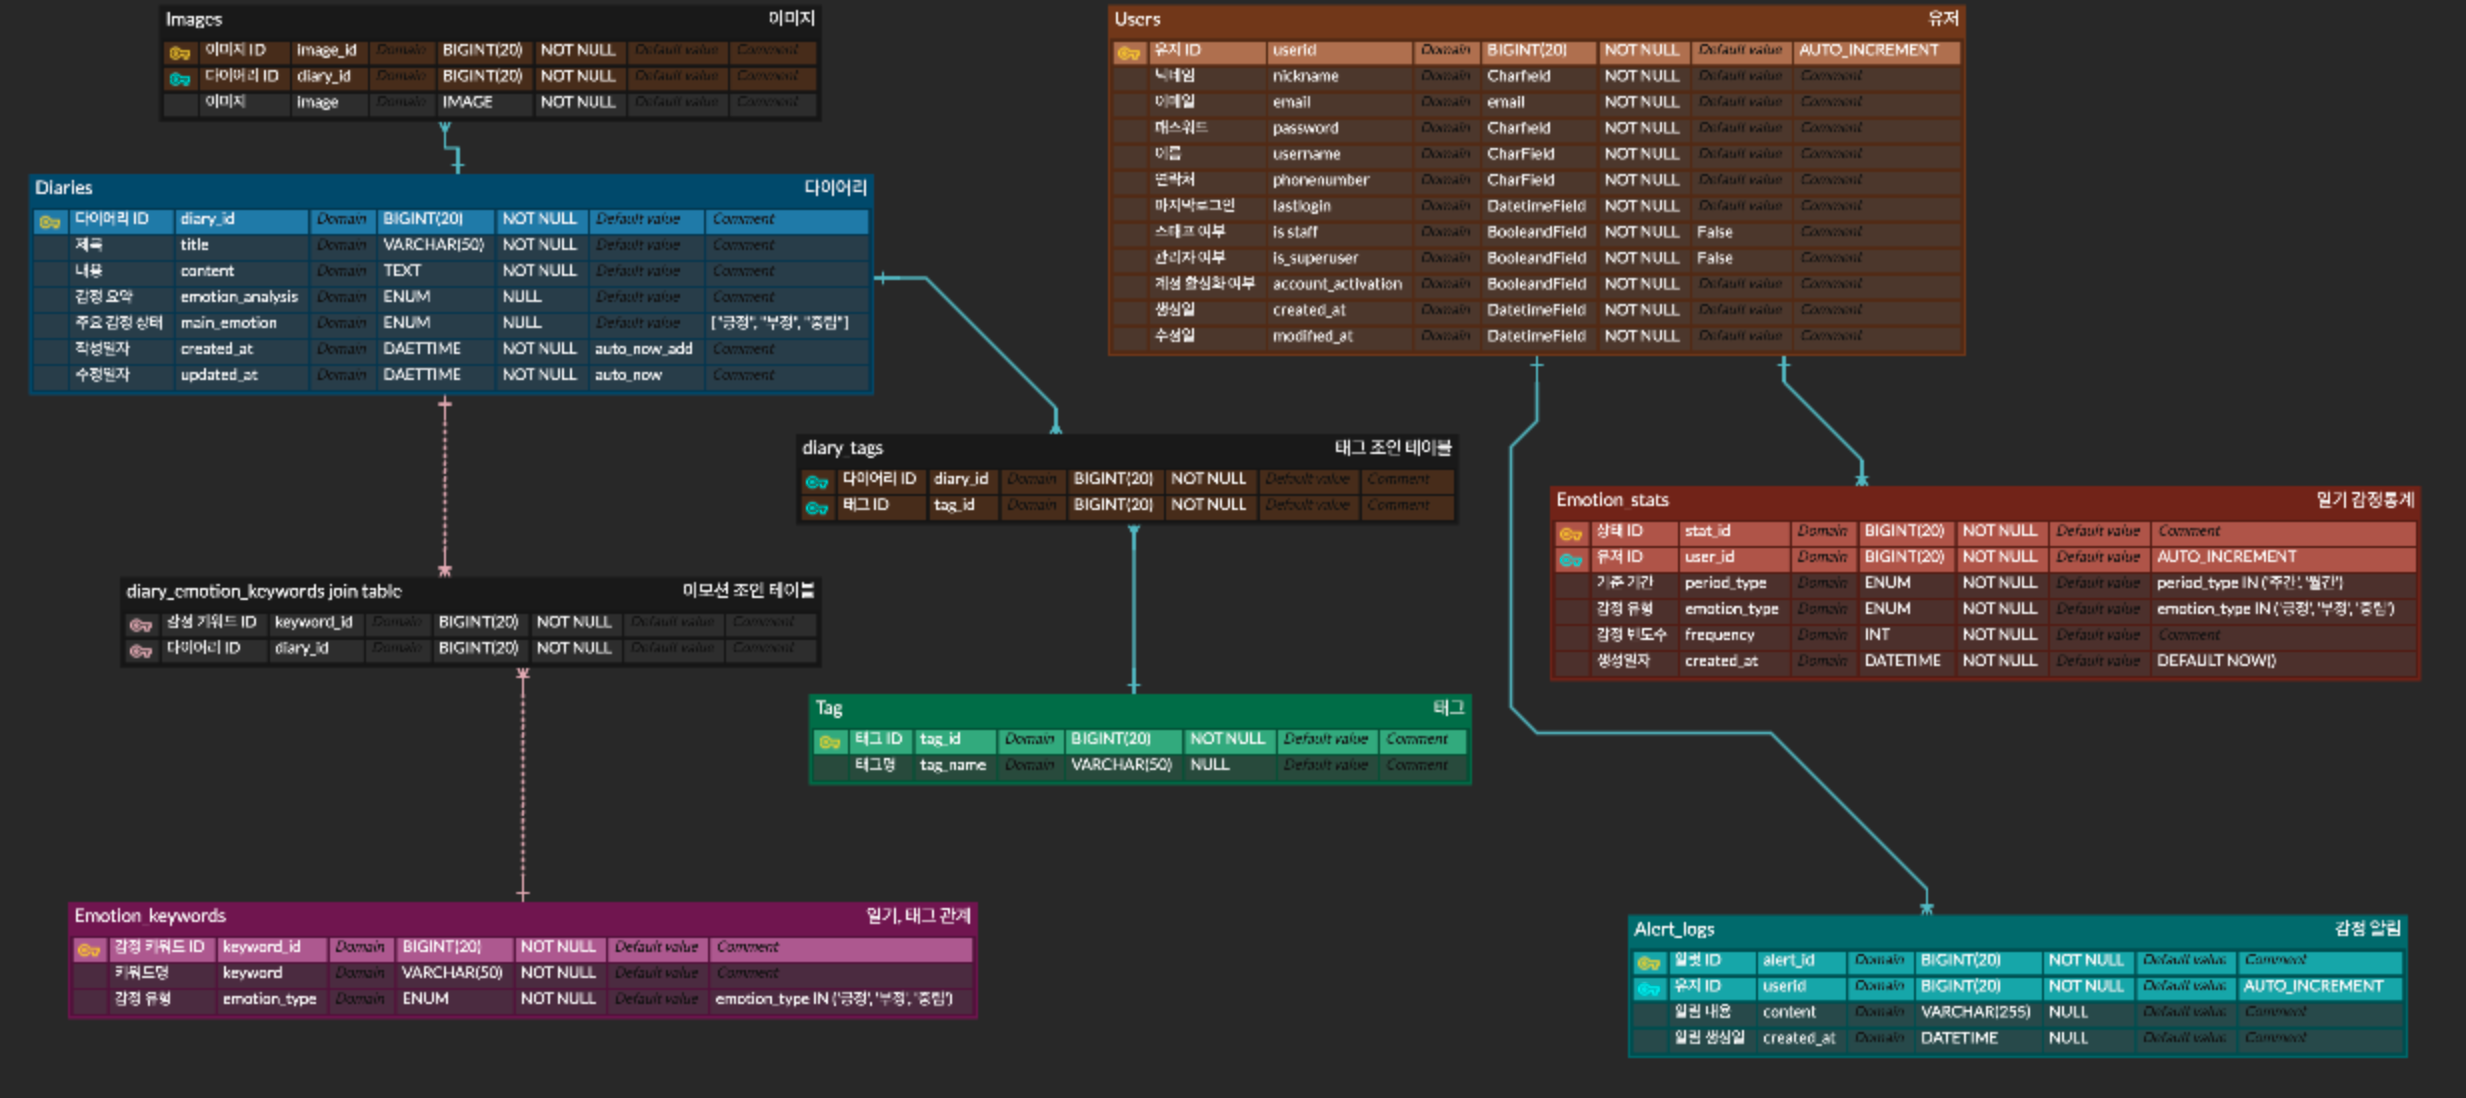 Images 이미지
이미지 ID image_id Domain BIGINT(20) NOT NULL Default value Comment
다이어리 ID diary_id Domain BIGINT(20) NOT NULL Default value Comment
이미지 image Domain IMAGE NOT NULL Default value Comment
Users 유저
유저 ID userid Domain BIGINT(20) NOT NULL Default value AUTO_INCREMENT
닉네임 nickname Domain Charfield NOT NULL Default value Comment
이메일 email Domain email NOT NULL Default value Comment
패스워드 password Domain Charfield NOT NULL Default value Comment
이름 username Domain CharField NOT NULL Default value Comment
연락처 phonenumber Domain CharField NOT NULL Default value Comment
마지막로그인 lastlogin Domain DatetimeField NOT NULL Default value Comment
스태프 여부 is staff Domain BooleandField NOT NULL False Comment
관리자 여부 is_superuser Domain BooleandField NOT NULL False Comment
계정 활성화 여부 account_activation Domain BooleandField NOT NULL Default value Comment
생성일 created_at Domain DatetimeField NOT NULL Default value Comment
수정일 modified_at Domain DatetimeField NOT NULL Default value Comment
Diaries 다이어리
다이어리 ID diary_id Domain BIGINT(20) NOT NULL Default value Comment
제목 title Domain VARCHAR(50) NOT NULL Default value Comment
내용 content Domain TEXT NOT NULL Default value Comment
감정 요약 emotion_analysis Domain ENUM NULL Default value Comment
주요 감정 상태 main_emotion Domain ENUM NULL Default value ["긍정", "부정", "중립"]
작성일자 created_at Domain DAETTIME NOT NULL auto_now_add Comment
수정일자 updated_at Domain DAETTIME NOT NULL auto_now Comment
diary_tags 태그 조인 테이블
다이어리 ID diary_id Domain BIGINT(20) NOT NULL Default value Comment
태그 ID tag_id Domain BIGINT(20) NOT NULL Default value Comment
Emotion_stats 일기 감정통계
상태 ID stat_id Domain BIGINT(20) NOT NULL Default value Comment
유저 ID user_id Domain BIGINT(20) NOT NULL Default value AUTO_INCREMENT
기준 기간 period_type Domain ENUM NOT NULL Default value period_type IN ('주간', '월간')
감정 유형 emotion_type Domain ENUM NOT NULL Default value emotion_type IN ('긍정', '부정', '중립')
감정 빈도수 frequency Domain INT NOT NULL Default value Comment
생성일자 created_at Domain DATETIME NOT NULL Default value DEFAULT NOW()
diary_emotion_keywords join table 이모션 조인 테이블
감정 키워드 ID keyword_id Domain BIGINT(20) NOT NULL Default value Comment
다이어리 ID diary_id Domain BIGINT(20) NOT NULL Default value Comment
Tag 태그
태그 ID tag_id Domain BIGINT(20) NOT NULL Default value Comment
태그명 tag_name Domain VARCHAR(50) NULL Default value Comment
Emotion_keywords 일기, 태그 관계
감정 키워드 ID keyword_id Domain BIGINT(20) NOT NULL Default value Comment
키워드명 keyword Domain VARCHAR(50) NOT NULL Default value Comment
감정 유형 emotion_type Domain ENUM NOT NULL Default value emotion_type IN ('긍정', '부정', '중립')
Alert_logs 감정 알림
알럿 ID alert_id Domain BIGINT(20) NOT NULL Default value Comment
유저 ID userid Domain BIGINT(20) NOT NULL Default value AUTO_INCREMENT
알림 내용 content Domain VARCHAR(255) NULL Default value Comment
알림 생성일 created_at Domain DATETIME NULL Default value Comment